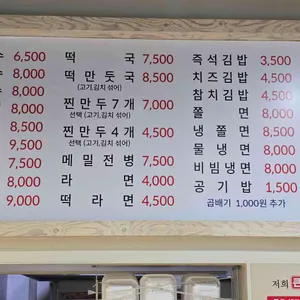 수 6,500
8,000
8,000
8,500
9,500
7,500
8,000
9,000
떡 국 7,500
떡 만 둣 국 8,500
(고기,김치 섞어)
찐 만 두 7 개 7,000
선택 (고기,김치 섞어)
찐 만 두 4 개 4,500
선택 (고기,김치 섞어)
메 밀 전 병 7,500
라 면 4,000
떡 라 면 4,500
즉 석 김 밥 3,500
치 즈 김 밥 4,500
참 치 김 밥 4,500
쫄 면 8,000
냉 쫄 면 8,500
물 냉 면 8,000
비 빔 냉 면 8,000
공 기 밥 1,500
곱배기 1,000원 추가
저희